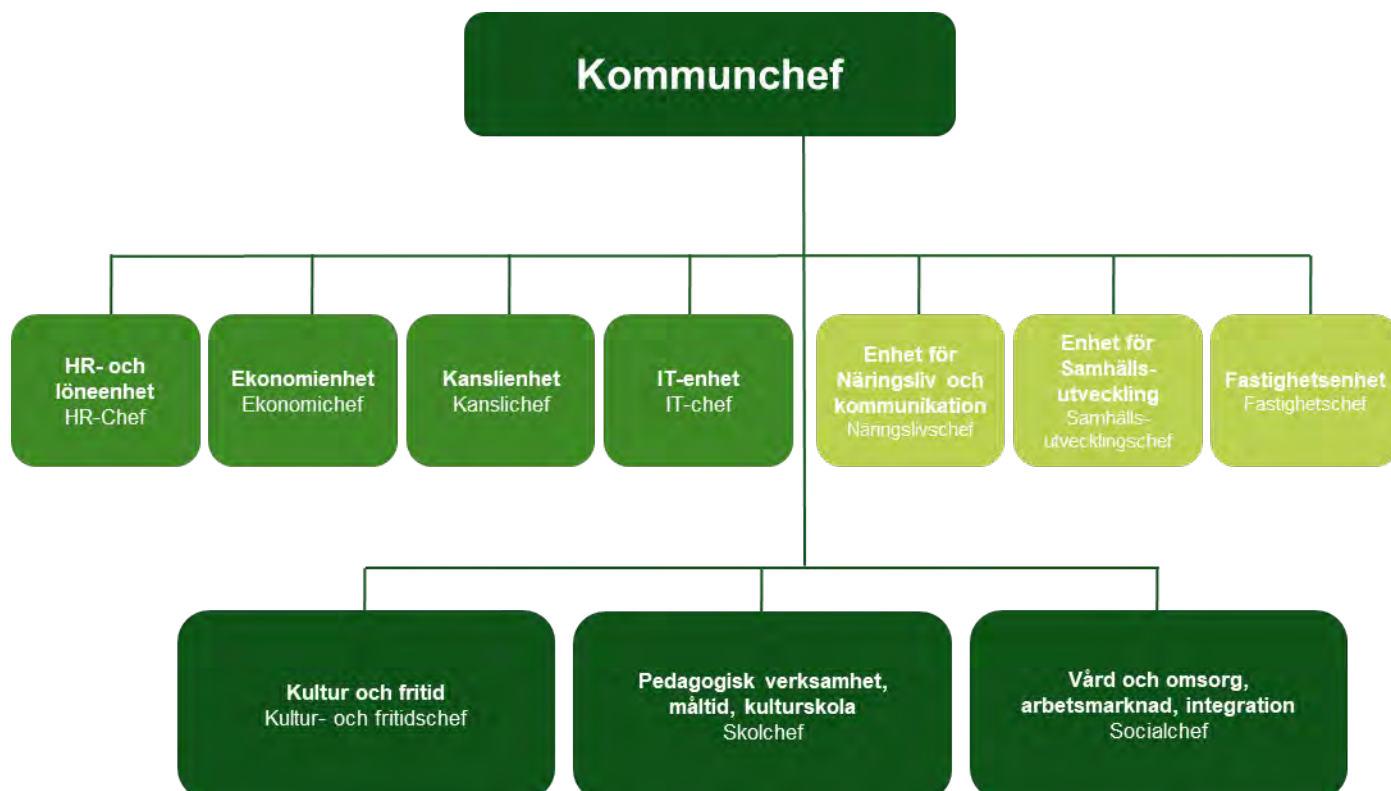 Kommunchef
HR- och
löneenhet
HR-Chef
Ekonomienhet
Ekonomichef
Kanslienhet
Kanslichef
IT-enhet
IT-chef
Enhet för
Näringsliv och
kommunikation
Näringslivschef
Enhet för
Samhälls-
utveckling
Samhälls-
utvecklingschef
Fastighetsenhet
Fastighetschef
Kultur och fritid
Kultur- och fritidschef
Pedagogisk verksamhet,
måltid, kulturskola
Skolchef
Vård och omsorg,
arbetsmarknad, integration
Socialchef